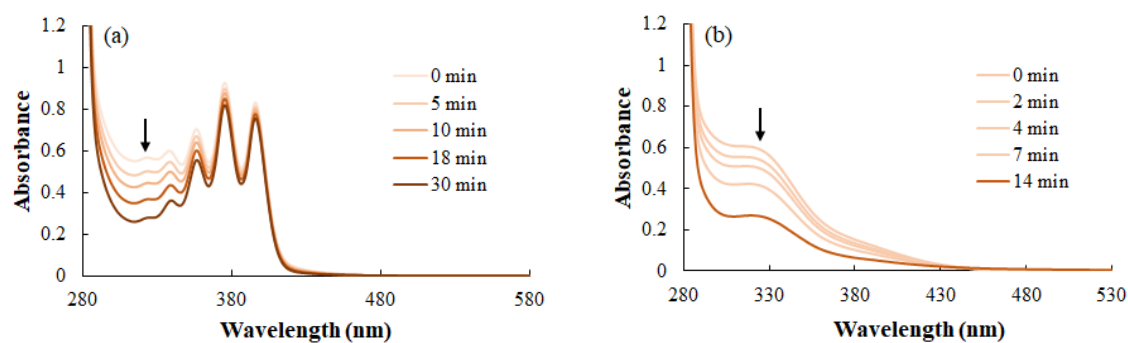 (a)
1.2
1
0.8
0.6
0.4
0.2
0
Absorbance
0 min
5 min
10 min
18 min
30 min
280
380
480
580
Wavelength (nm)
(b)
1.2
1
0.8
0.6
0.4
0.2
0
Absorbance
0 min
2 min
4 min
7 min
14 min
280
330
380
430
480
530
Wavelength (nm)